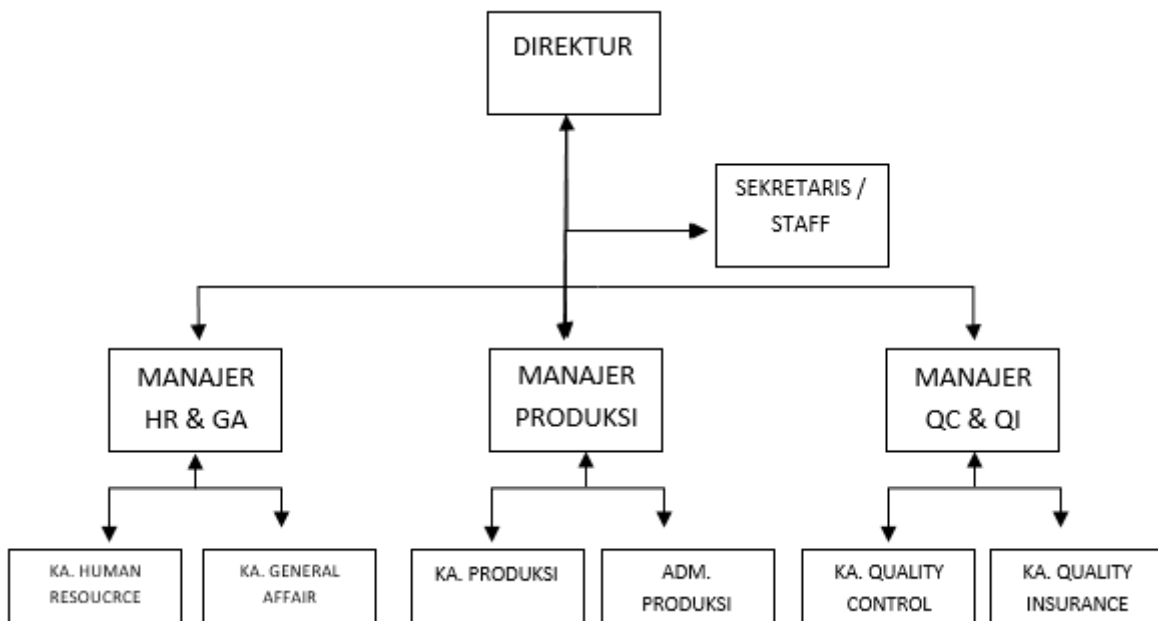 DIREKTUR
SEKRETARIS /
STAFF
MANAJER
HR & GA
MANAJER
PRODUKSI
MANAJER
QC & QI
KA. HUMAN
RESOUCRCE
KA. GENERAL
AFFAIR
KA. PRODUKSI
ADM.
PRODUKSI
KA. QUALITY
CONTROL
KA. QUALITY
INSURANCE